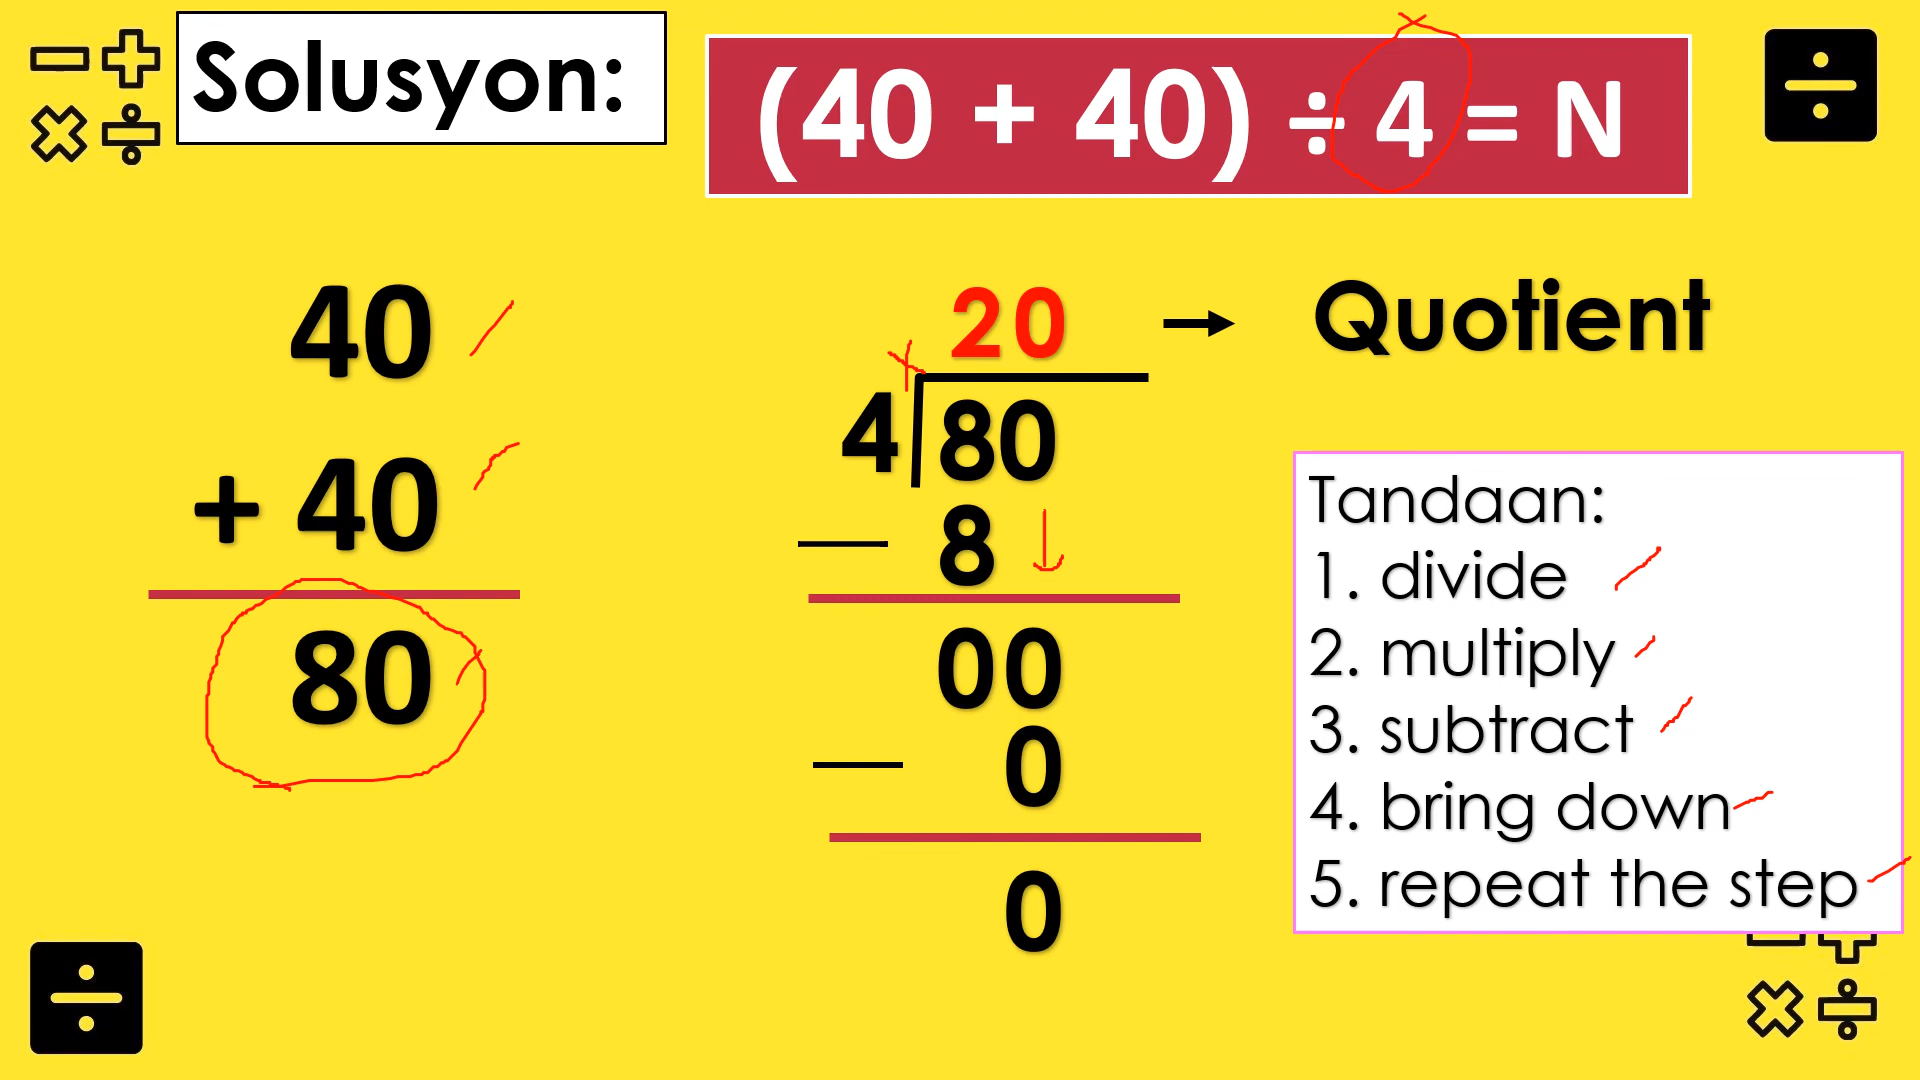 Solusyon:
(40 + 40) ÷ 4 = N
40
+ 40
80
20 → Quotient
4 80
— 8
00
— 0
0
Tandaan:
1. divide
2. multiply
3. subtract
4. bring down
5. repeat the step